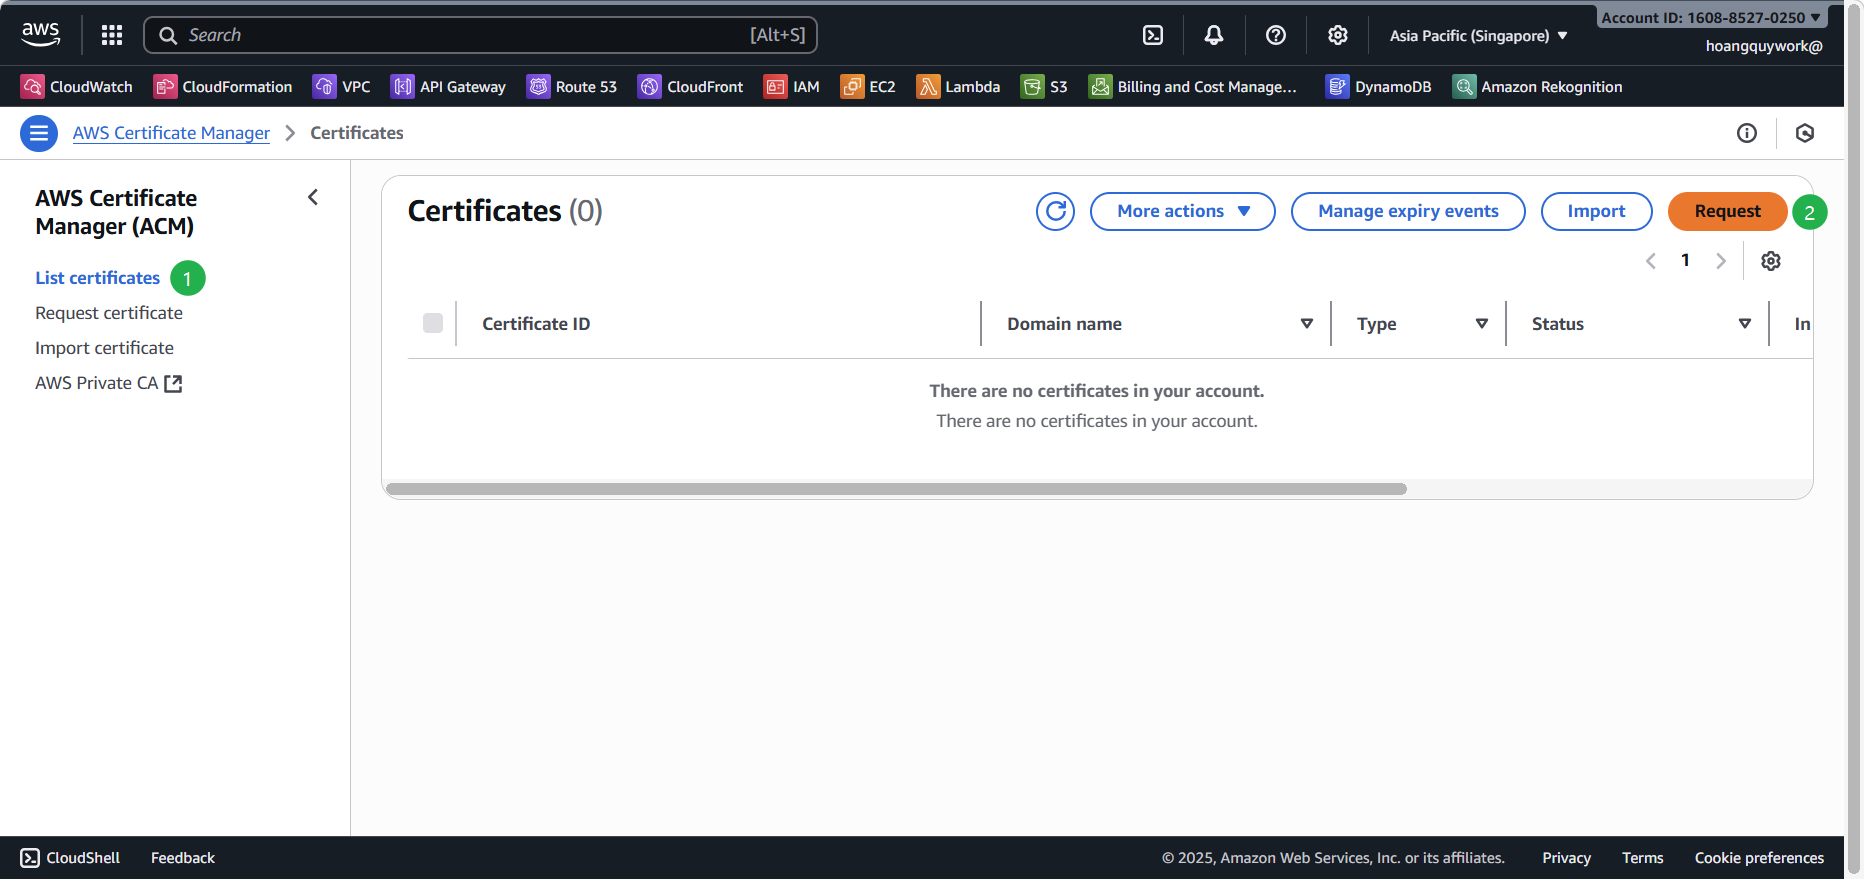 aws
Search [Alt+S]
Asia Pacific (Singapore)
Account ID: 1608-8527-0250
hoangquywork@
CloudWatch CloudFormation VPC API Gateway Route 53 CloudFront IAM EC2 Lambda S3 Billing and Cost Manage... DynamoDB Amazon Rekognition
AWS Certificate Manager Certificates
AWS Certificate
Manager (ACM)
List certificates 1
Request certificate
Import certificate
AWS Private CA
Certificates (0)
More actions Manage expiry events Import Request 2
1
Certificate ID Domain name Type Status In
There are no certificates in your account.
There are no certificates in your account.
CloudShell Feedback © 2025, Amazon Web Services, Inc. or its affiliates. Privacy Terms Cookie preferences